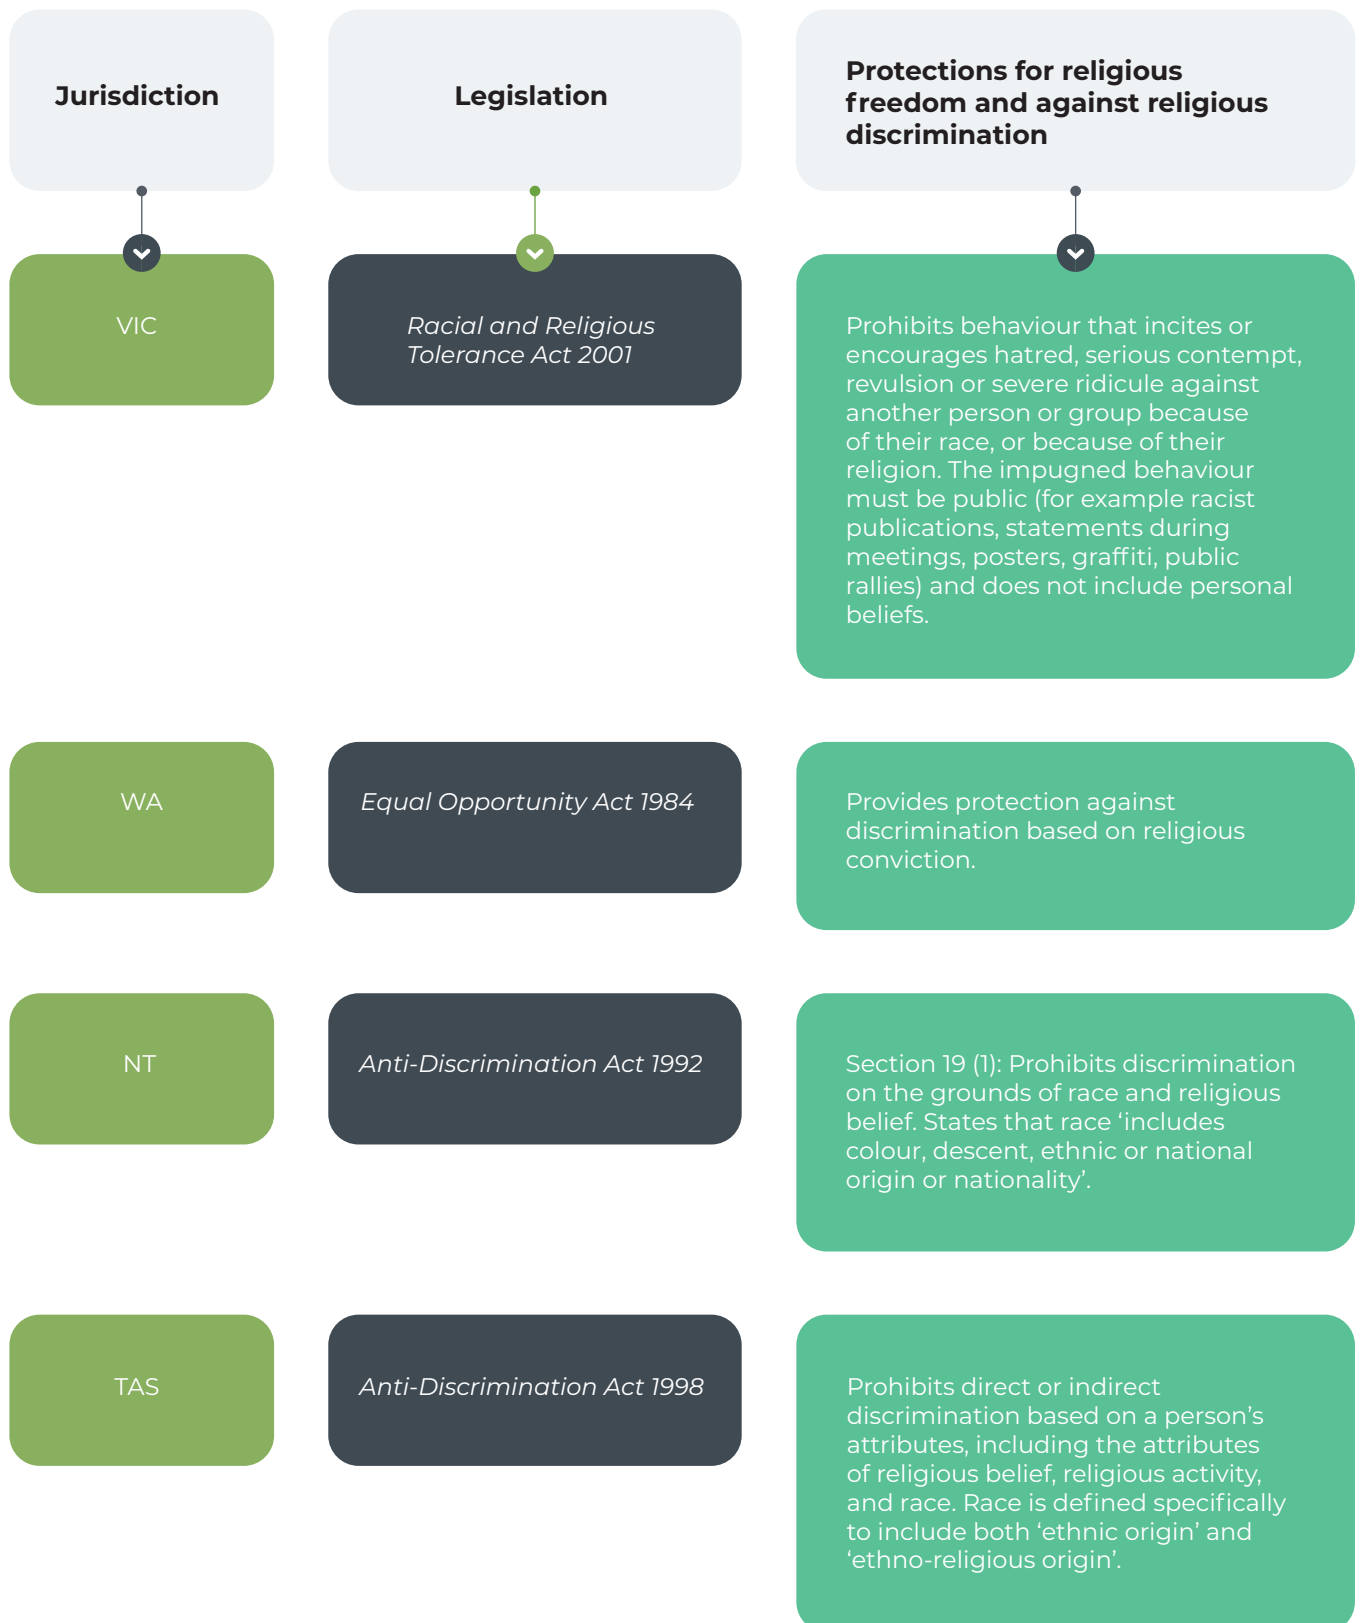 Jurisdiction
Legislation
Protections for religious
freedom and against religious
discrimination
VIC
Racial and Religious
Tolerance Act 2001
Prohibits behaviour that incites or
encourages hatred, serious contempt,
revulsion or severe ridicule against
another person or group because
of their race, or because of their
religion. The impugned behaviour
must be public (for example racist
publications, statements during
meetings, posters, graffiti, public
rallies) and does not include personal
beliefs.
WA
Equal Opportunity Act 1984
Provides protection against
discrimination based on religious
conviction.
NT
Anti-Discrimination Act 1992
Section 19 (1): Prohibits discrimination
on the grounds of race and religious
belief. States that race ‘includes
colour, descent, ethnic or national
origin or nationality’.
TAS
Anti-Discrimination Act 1998
Prohibits direct or indirect
discrimination based on a person’s
attributes, including the attributes
of religious belief, religious activity,
and race. Race is defined specifically
to include both ‘ethnic origin’ and
‘ethno-religious origin’.